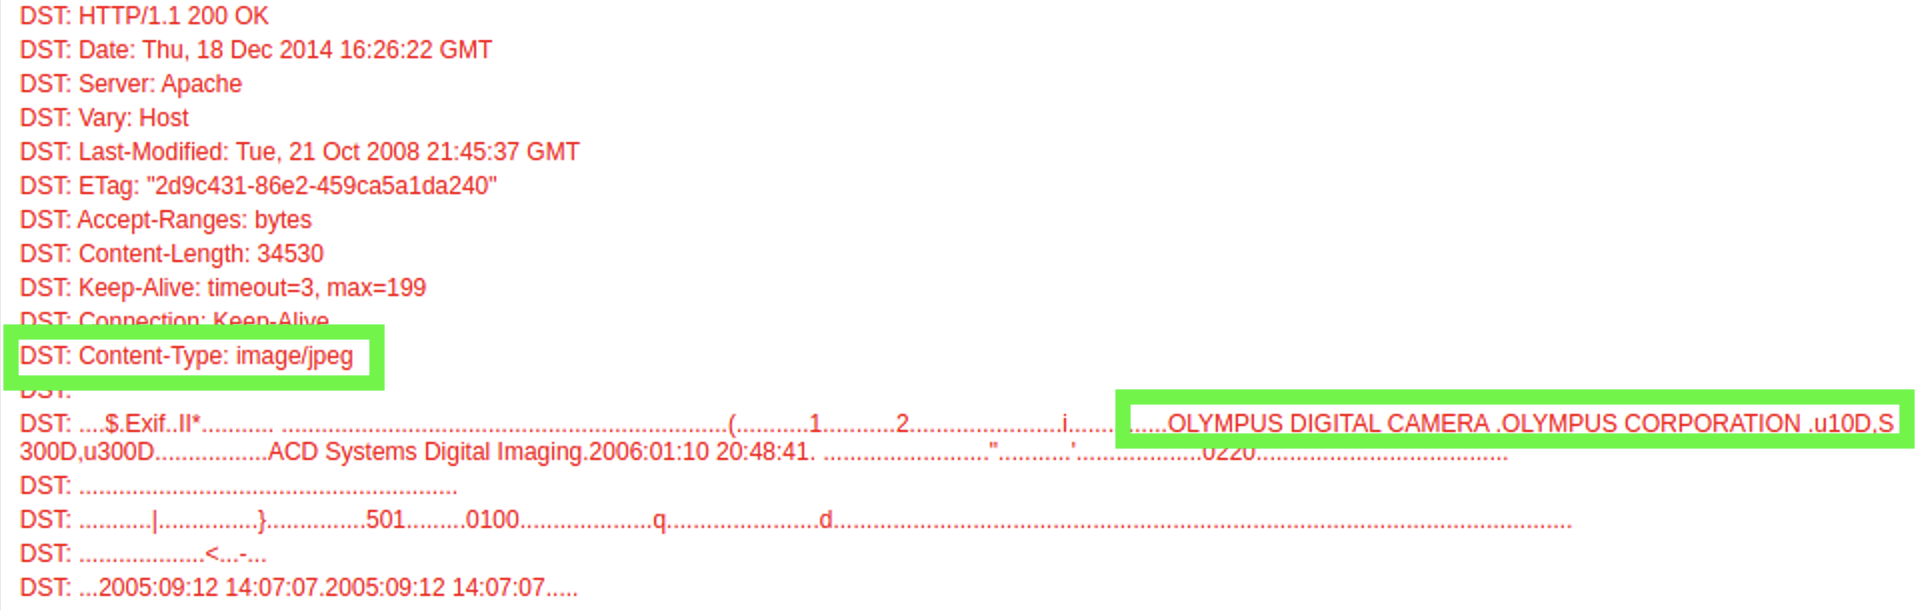 DST: HTTP/1.1 200 OK
DST: Date: Thu, 18 Dec 2014 16:26:22 GMT
DST: Server: Apache
DST: Vary: Host
DST: Last-Modified: Tue, 21 Oct 2008 21:45:37 GMT
DST: ETag: "2d9c431-86e2-459ca5a1da240"
DST: Accept-Ranges: bytes
DST: Content-Length: 34530
DST: Keep-Alive: timeout=3, max=199
DST: Connection: Keep-Alive
DST: Content-Type: image/jpeg
DST:
DST: ....$.Exif..II*........... ...................................................................(...........1...........2......................i...............OLYMPUS DIGITAL CAMERA .OLYMPUS CORPORATION .u10D,S
300D,u300D.................ACD Systems Digital Imaging.2006:01:10 20:48:41. ........................."...........'...................0220......................................
DST: .........................................................
DST: ...........|...............}...............501.........0100....................q.......................d................................................................................................................
DST: ...................<...-...
DST: ...2005:09:12 14:07:07.2005:09:12 14:07:07.....